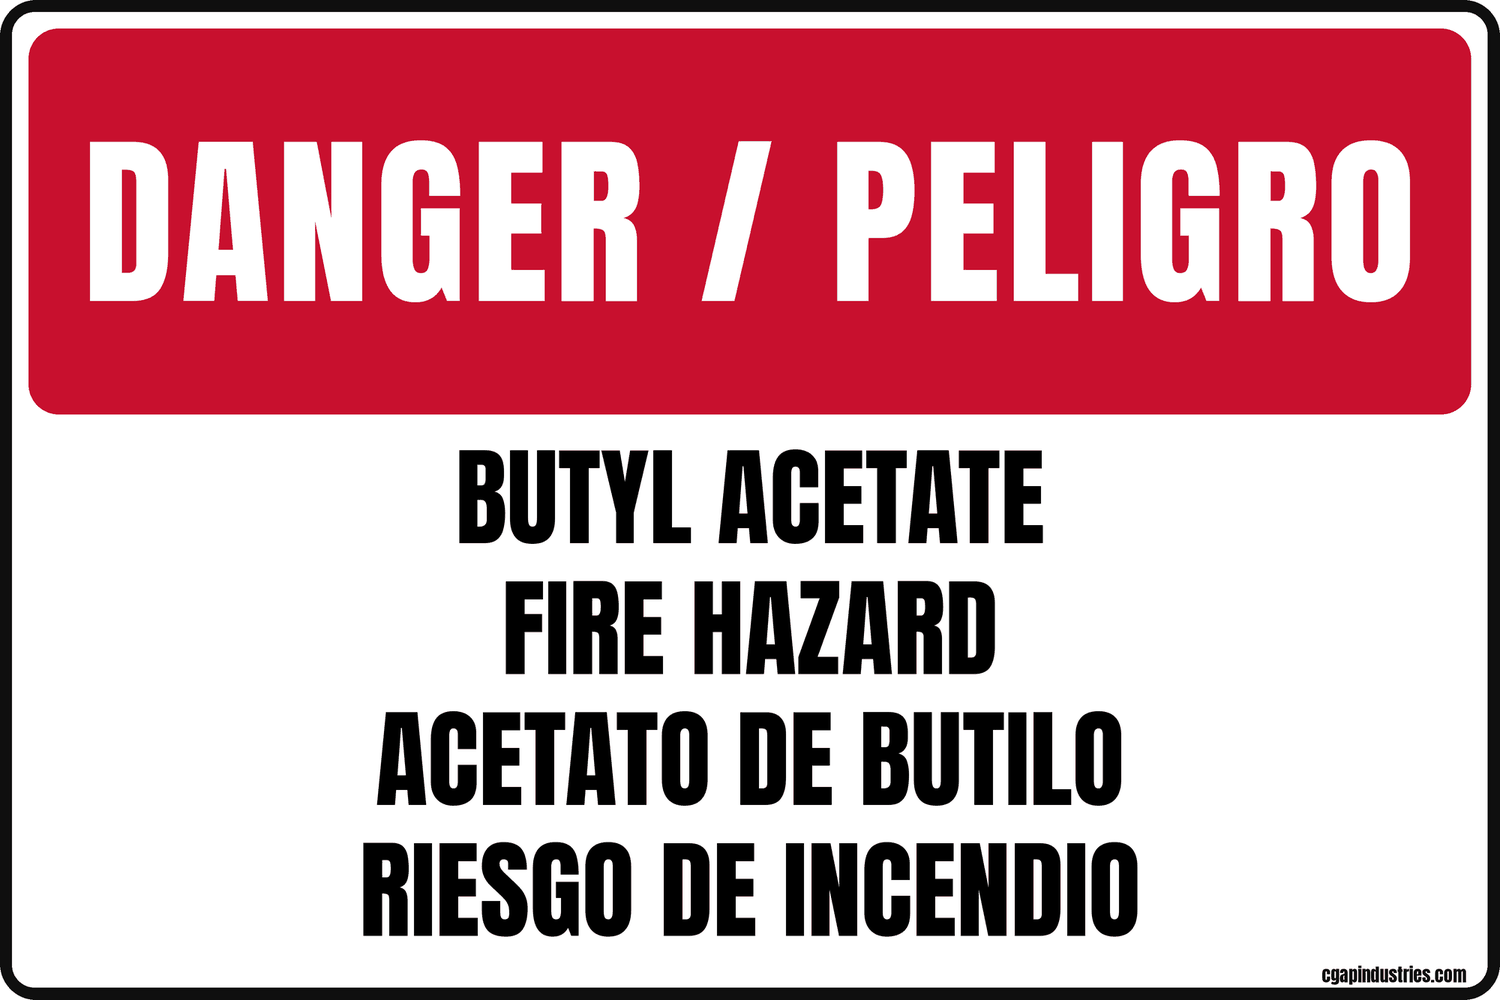 DANGER / PELIGRO
BUTYL ACETATE
FIRE HAZARD
ACETATO DE BUTILO
RIESGO DE INCENDIO
cgapindustries.com